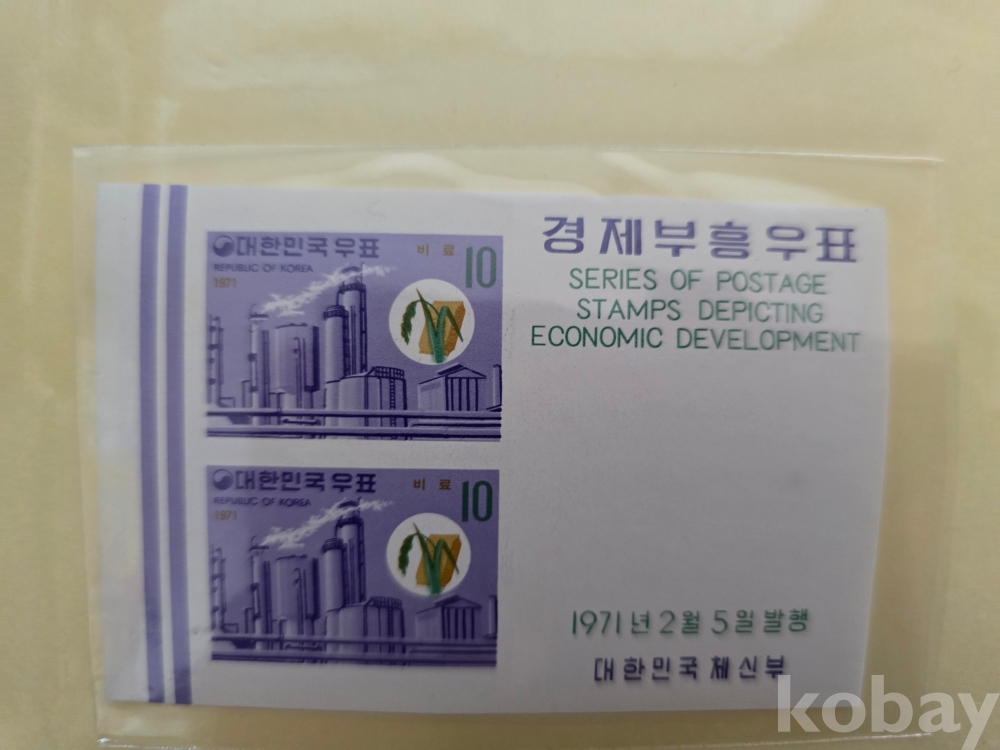 대한민국우표
비료 10
REPUBLIC OF KOREA
1971
대한민국우표
비료 10
REPUBLIC OF KOREA
1971
경제부흥우표
SERIES OF POSTAGE
STAMPS DEPICTING
ECONOMIC DEVELOPMENT
1971년 2월 5일 발행
대한민국 체신부
kobay